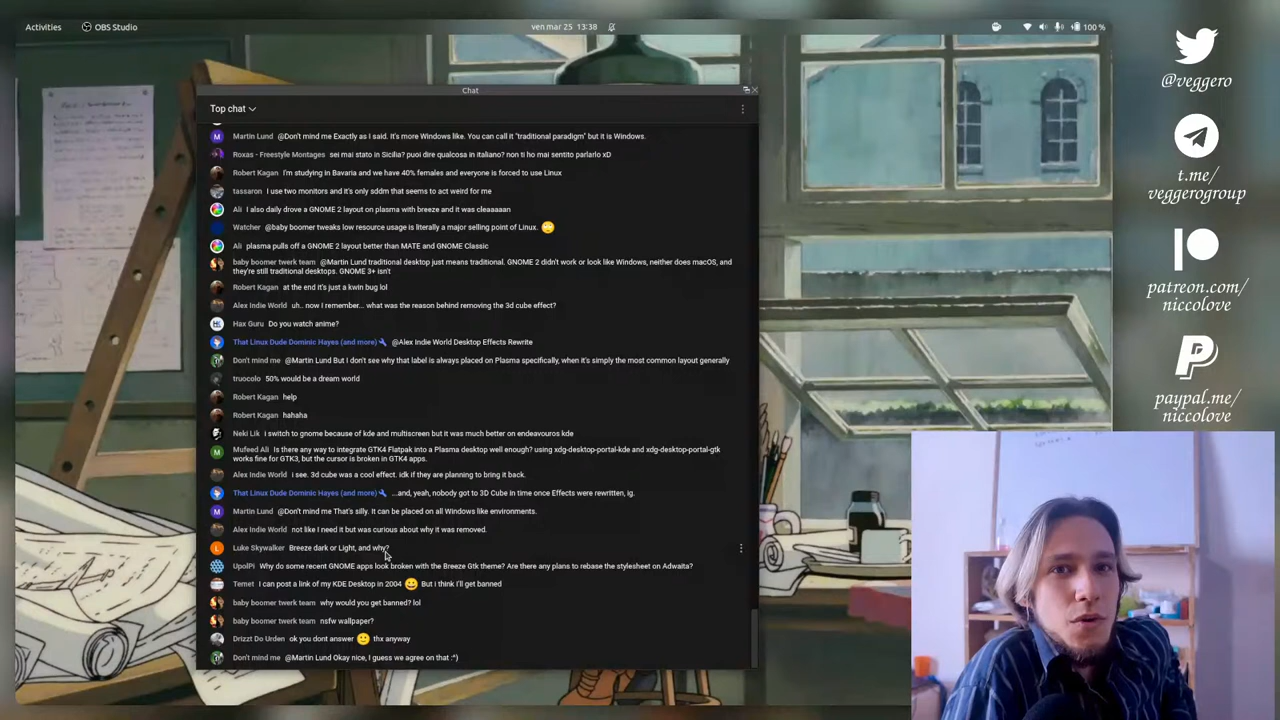 Activities
OBS Studio
ven mar 25 13:38
100 %
Chat
Top chat
Martin Lund @Don't mind me Exactly as I said. It's more Windows like. You can call it "traditional paradigm" but it is Windows.
Roxas - Freestyle Montages sei mai stato in Sicilia? puoi dire qualcosa in italiano? non ti ho mai sentito parlarlo xD
Robert Kagan I'm studying in Bavaria and we have 40% females and everyone is forced to use Linux
tassaron I use two monitors and it's only sddm that seems to act weird for me
Ali I also daily drove a GNOME 2 layout on plasma with breeze and it was cleaaaaan
Watcher @baby boomer tweaks low resource usage is literally a major selling point of Linux. 🙄
Ali plasma pulls off a GNOME 2 layout better than MATE and GNOME Classic
baby boomer twerk team @Martin Lund traditional desktop just means traditional. GNOME 2 didn't work or look like Windows, neither does macOS, and
they're still traditional desktops. GNOME 3+ isn't
Robert Kagan at the end it's just a kwin bug lol
Alex Indie World uh.. now I remember... what was the reason behind removing the 3d cube effect?
Hax Guru Do you watch anime?
That Linux Dude Dominic Hayes (and more) @Alex Indie World Desktop Effects Rewrite
Don't mind me @Martin Lund But I don't see why that label is always placed on Plasma specifically, when it's simply the most common layout generally
truocolo 50% would be a dream world
Robert Kagan help
Robert Kagan hahaha
Neki Lik i switch to gnome because of kde and multiscreen but it was much better on endeavouros kde
Mufeed Ali Is there any way to integrate GTK4 Flatpak into a Plasma desktop well enough? using xdg-desktop-portal-kde and xdg-desktop-portal-gtk
works fine for GTK3, but the cursor is broken in GTK4 apps.
Alex Indie World i see. 3d cube was a cool effect. idk if they are planning to bring it back.
That Linux Dude Dominic Hayes (and more) ...and, yeah, nobody got to 3D Cube in time once Effects were rewritten, ig.
Martin Lund @Don't mind me That's silly. It can be placed on all Windows like environments.
Alex Indie World not like I need it but was curious about why it was removed.
Luke Skywalker Breeze dark or Light, and why?
UpolPi Why do some recent GNOME apps look broken with the Breeze Gtk theme? Are there any plans to rebase the stylesheet on Adwaita?
Temet I can post a link of my KDE Desktop in 2004 😀 But i think I'll get banned
baby boomer twerk team why would you get banned? lol
baby boomer twerk team nsfw wallpaper?
Drizzt Do Urden ok you dont answer 🙂 thx anyway
Don't mind me @Martin Lund Okay nice, I guess we agree on that :^)
@veggero
t.me/
veggerogroup
patreon.com/
niccolove
paypal.me/
niccolove